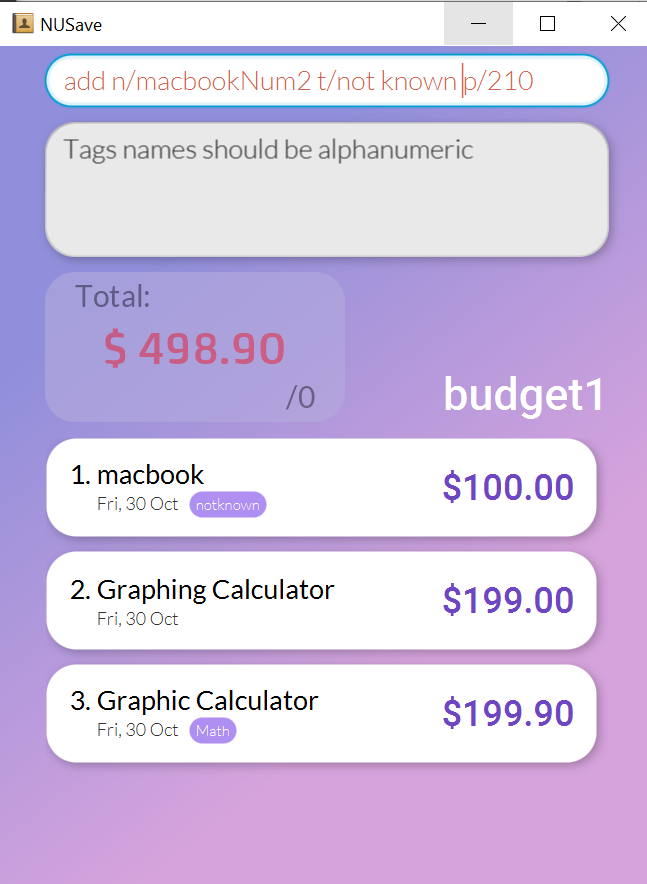 NUSave
add n/macbookNum2 t/not known p/210
Tags names should be alphanumeric
Total:
$ 498.90
/0
budget1
1. macbook
$100.00
Fri, 30 Oct notknown
2. Graphing Calculator
$199.00
Fri, 30 Oct
3. Graphic Calculator
$199.90
Fri, 30 Oct Math